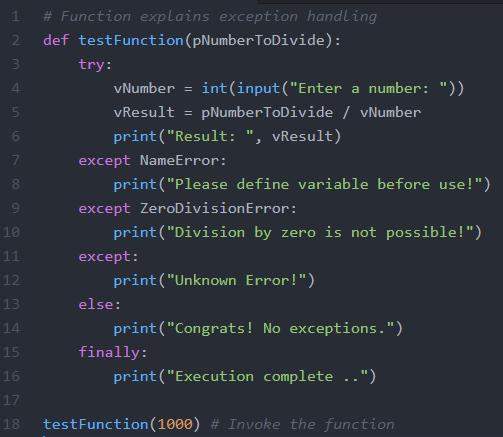 1 # Function explains exception handling
2 def testFunction(pNumberToDivide):
3     try:
4         vNumber = int(input("Enter a number: "))
5         vResult = pNumberToDivide / vNumber
6         print("Result: ", vResult)
7     except NameError:
8         print("Please define variable before use!")
9     except ZeroDivisionError:
10         print("Division by zero is not possible!")
11     except:
12         print("Unknown Error!")
13     else:
14         print("Congrats! No exceptions.")
15     finally:
16         print("Execution complete ..")
17
18 testFunction(1000) # Invoke the function